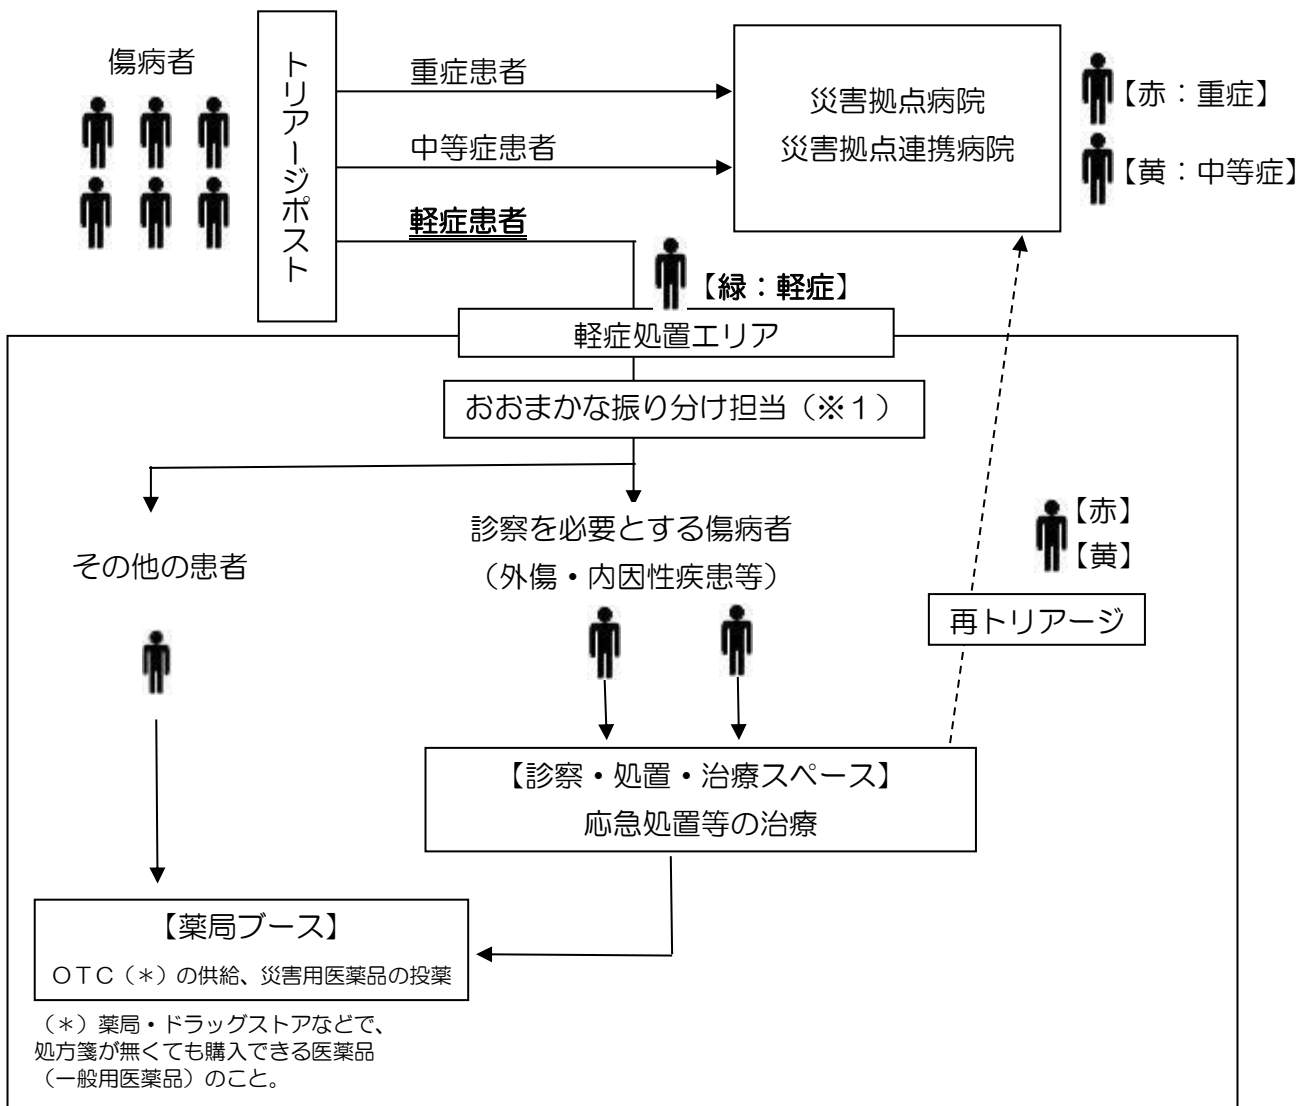 傷病者
トリアージポスト
重症患者
中等症患者
軽症患者
災害拠点病院
災害拠点連携病院
【赤：重症】
【黄：中等症】
【緑：軽症】
軽症処置エリア
おおまかな振り分け担当（※１）
その他の患者
診察を必要とする傷病者
（外傷・内因性疾患等）
【赤】
【黄】
再トリアージ
【診察・処置・治療スペース】
応急処置等の治療
【薬局ブース】
ＯＴＣ（＊）の供給、災害用医薬品の投薬
（＊）薬局・ドラッグストアなどで、
処方箋が無くても購入できる医薬品
（一般用医薬品）のこと。